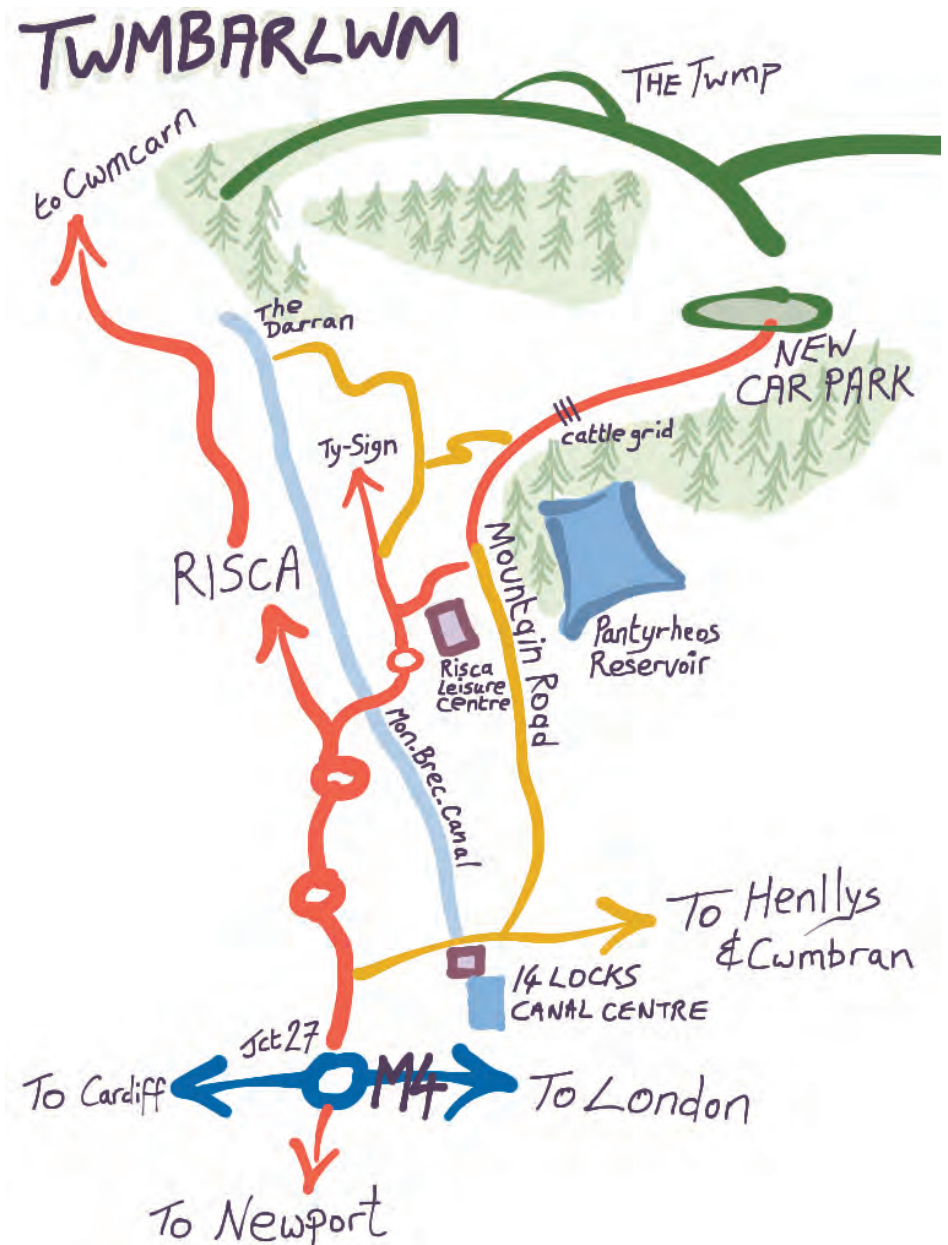 TWMBARLWM
THE TWMP
to Cwmcarn
The
Darran
NEW
CAR PARK
cattle grid
Ty-Sign
RISCA
Mountain Road
Pantyrheos
Reservoir
Risca
Leisure
Centre
Mon. Brec. Canal
To Henllys
& Cwmbran
14 LOCKS
CANAL CENTRE
Jct 27
To Cardiff
M4
To London
To Newport